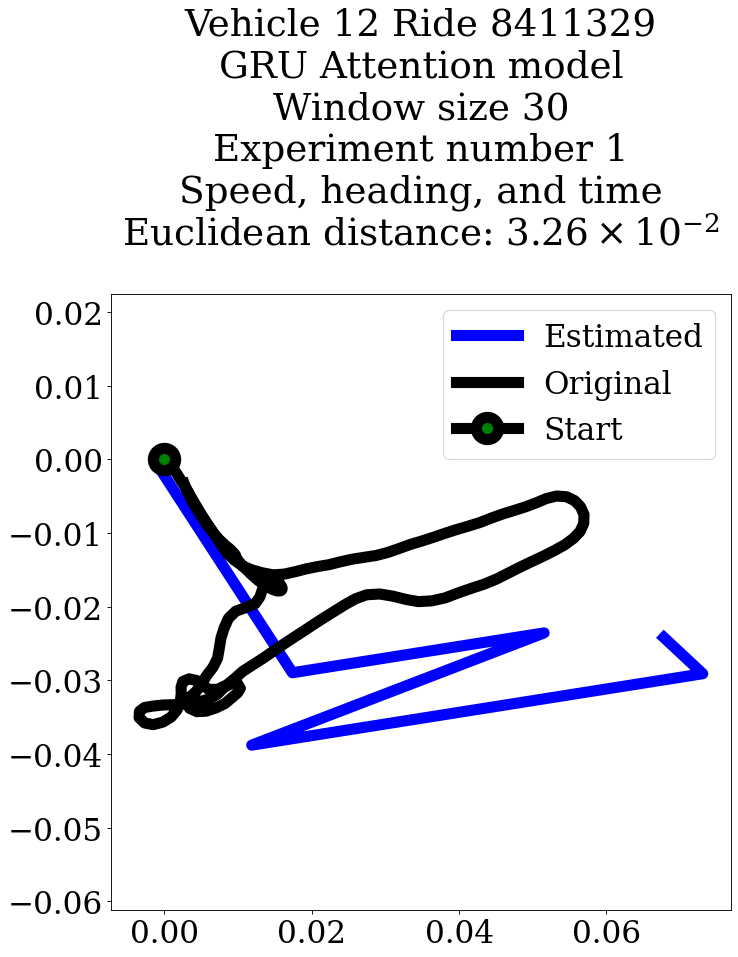 Vehicle 12 Ride 8411329
GRU Attention model
Window size 30
Experiment number 1
Speed, heading, and time
Euclidean distance: 3.26 × 10⁻²
Estimated
Original
Start
0.02
0.01
0.00
−0.01
−0.02
−0.03
−0.04
−0.05
−0.06
0.00 0.02 0.04 0.06